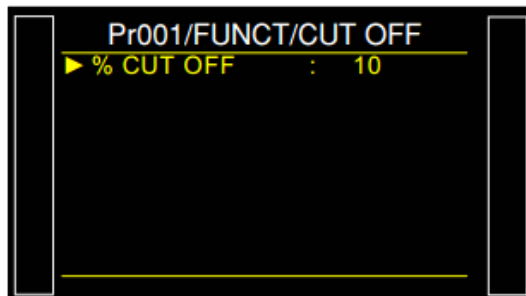 Pr001/FUNCT/CUT OFF
► % CUT OFF : 10